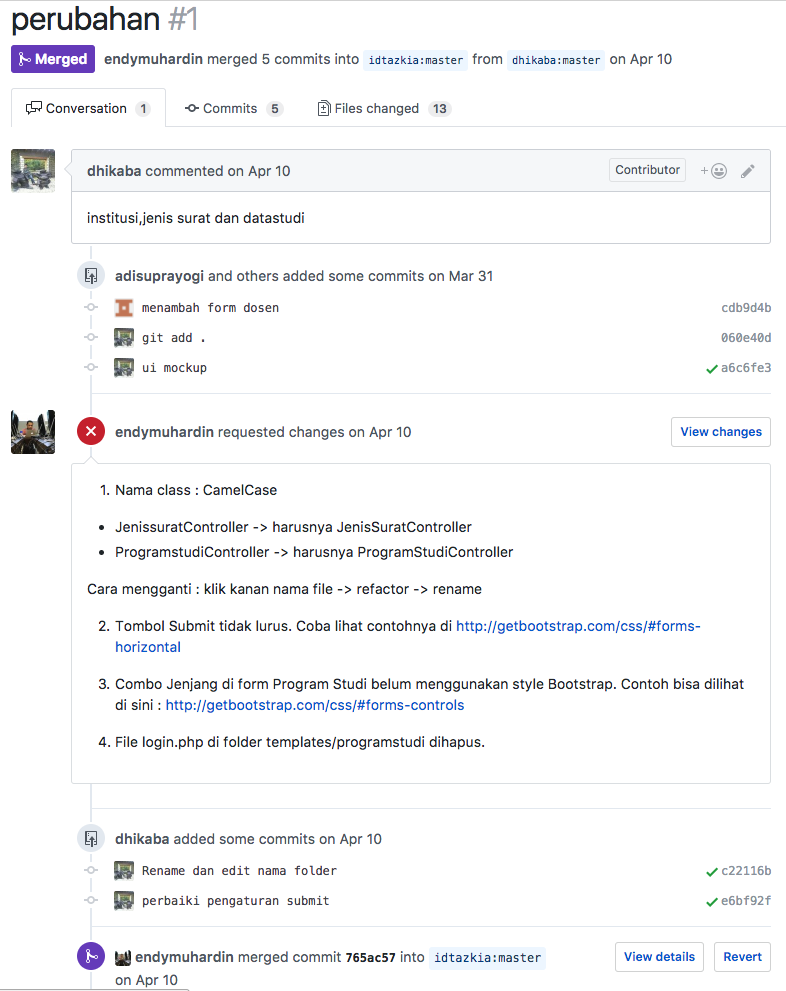 perubahan #1
Merged endymuhardin merged 5 commits into idtazkia:master from dhikaba:master on Apr 10
Conversation 1 Commits 5 Files changed 13
dhikaba commented on Apr 10 Contributor +
institusi,jenis surat dan datastudi
adisuprayogi and others added some commits on Mar 31
menambah form dosen cdb9d4b
git add . 060e40d
ui mockup a6c6fe3
endymuhardin requested changes on Apr 10 View changes
1. Nama class : CamelCase
• JenissuratController -> harusnya JenisSuratController
• ProgramstudiController -> harusnya ProgramStudiController
Cara mengganti : klik kanan nama file -> refactor -> rename
2. Tombol Submit tidak lurus. Coba lihat contohnya di http://getbootstrap.com/css/#forms-
horizontal
3. Combo Jenjang di form Program Studi belum menggunakan style Bootstrap. Contoh bisa dilihat
di sini : http://getbootstrap.com/css/#forms-controls
4. File login.php di folder templates/programstudi dihapus.
dhikaba added some commits on Apr 10
Rename dan edit nama folder c22116b
perbaiki pengaturan submit e6bf92f
endymuhardin merged commit 765ac57 into idtazkia:master View details Revert
on Apr 10